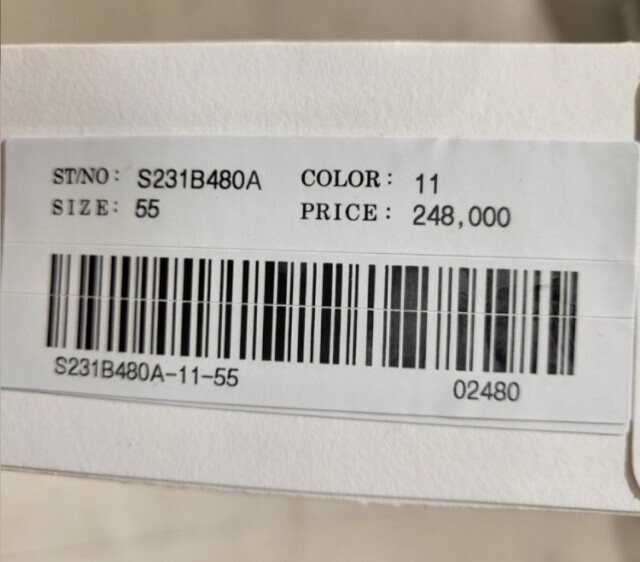 ST/NO: S231B480A COLOR: 11
SIZE: 55 PRICE: 248,000
S231B480A-11-55 02480